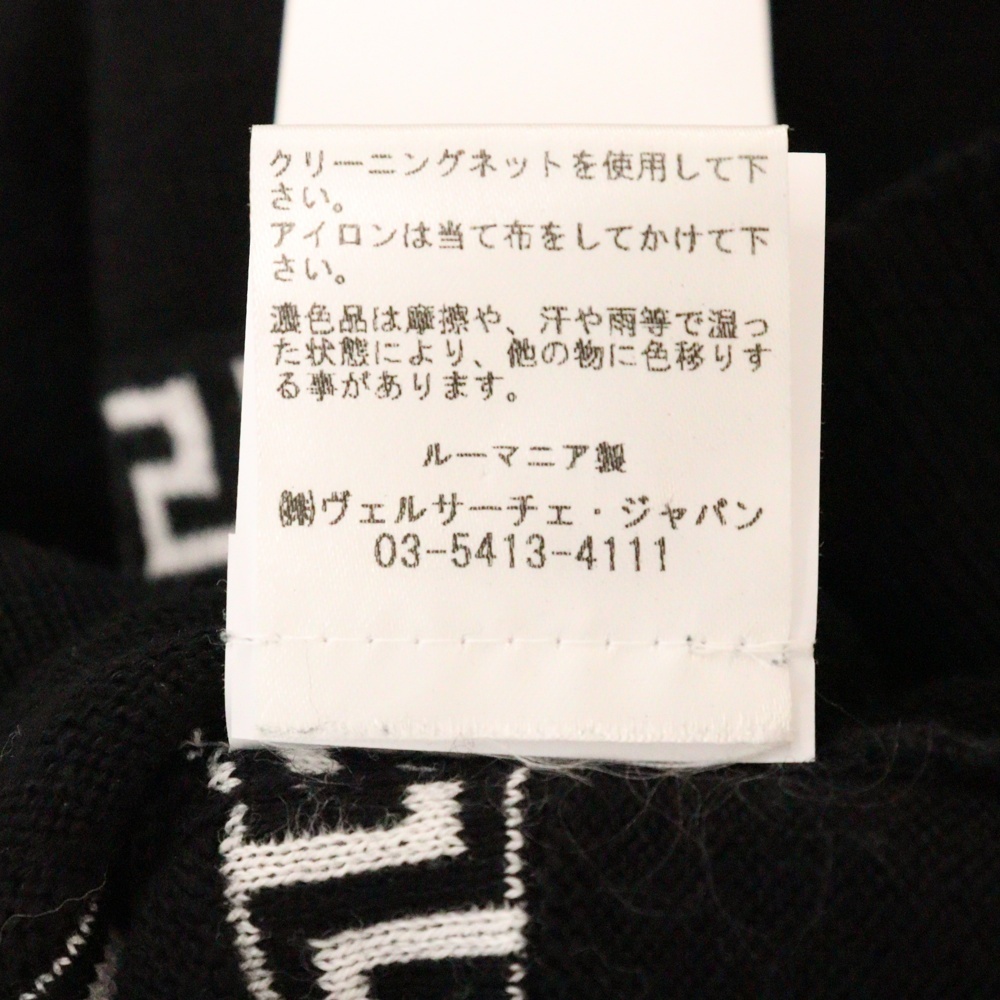 クリーニングネットを使用して下
さい。
アイロンは当て布をしてかけて下
さい。
濃色品は摩擦や、汗や雨等で湿っ
た状態により、他の物に色移りす
る事があります。
ルーマニア製
㈱ヴェルサーチェ・ジャパン
03-5413-4111